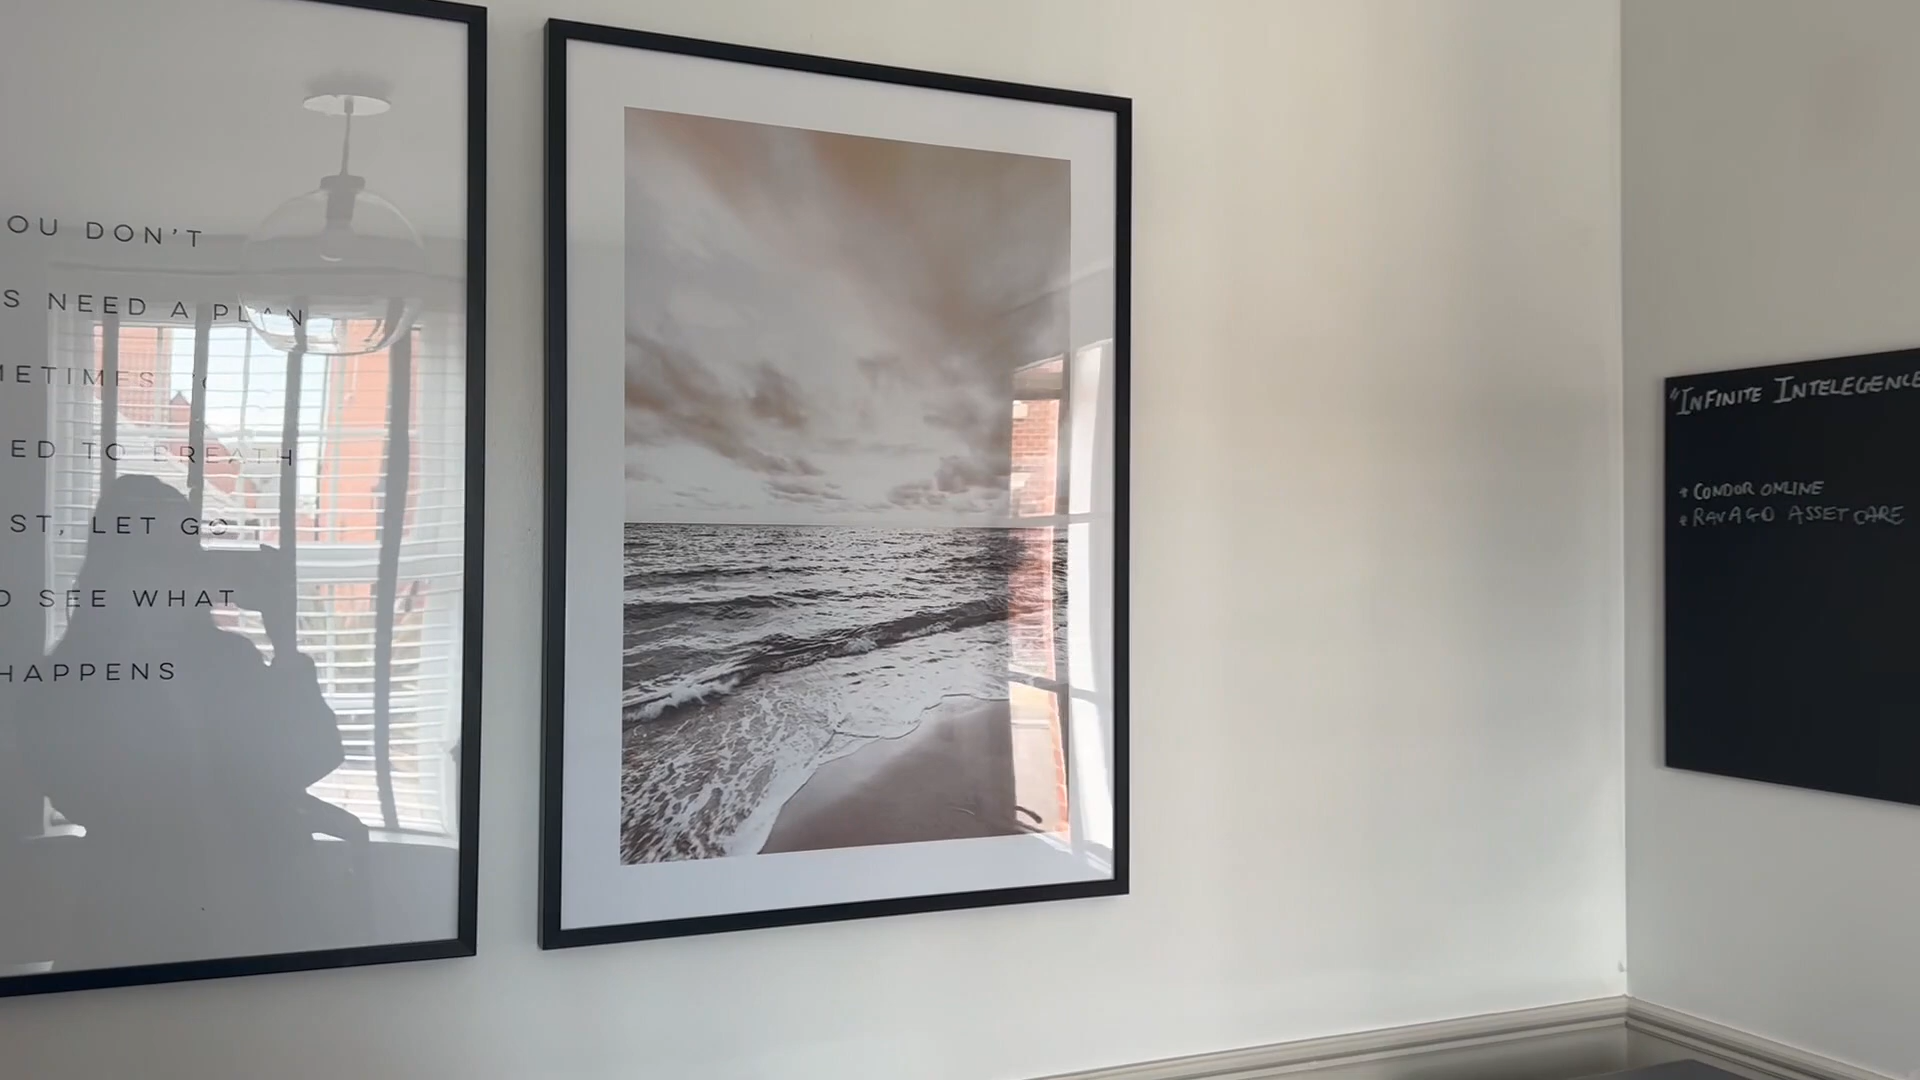 OU DON'T
S NEED A PLAN
METIMES
ED TO BREATH
ST, LET GO
D SEE WHAT
HAPPENS
"INFINITE INTELEGENCE
* CONDOR ONLINE
* RAVAGO ASSET CARE